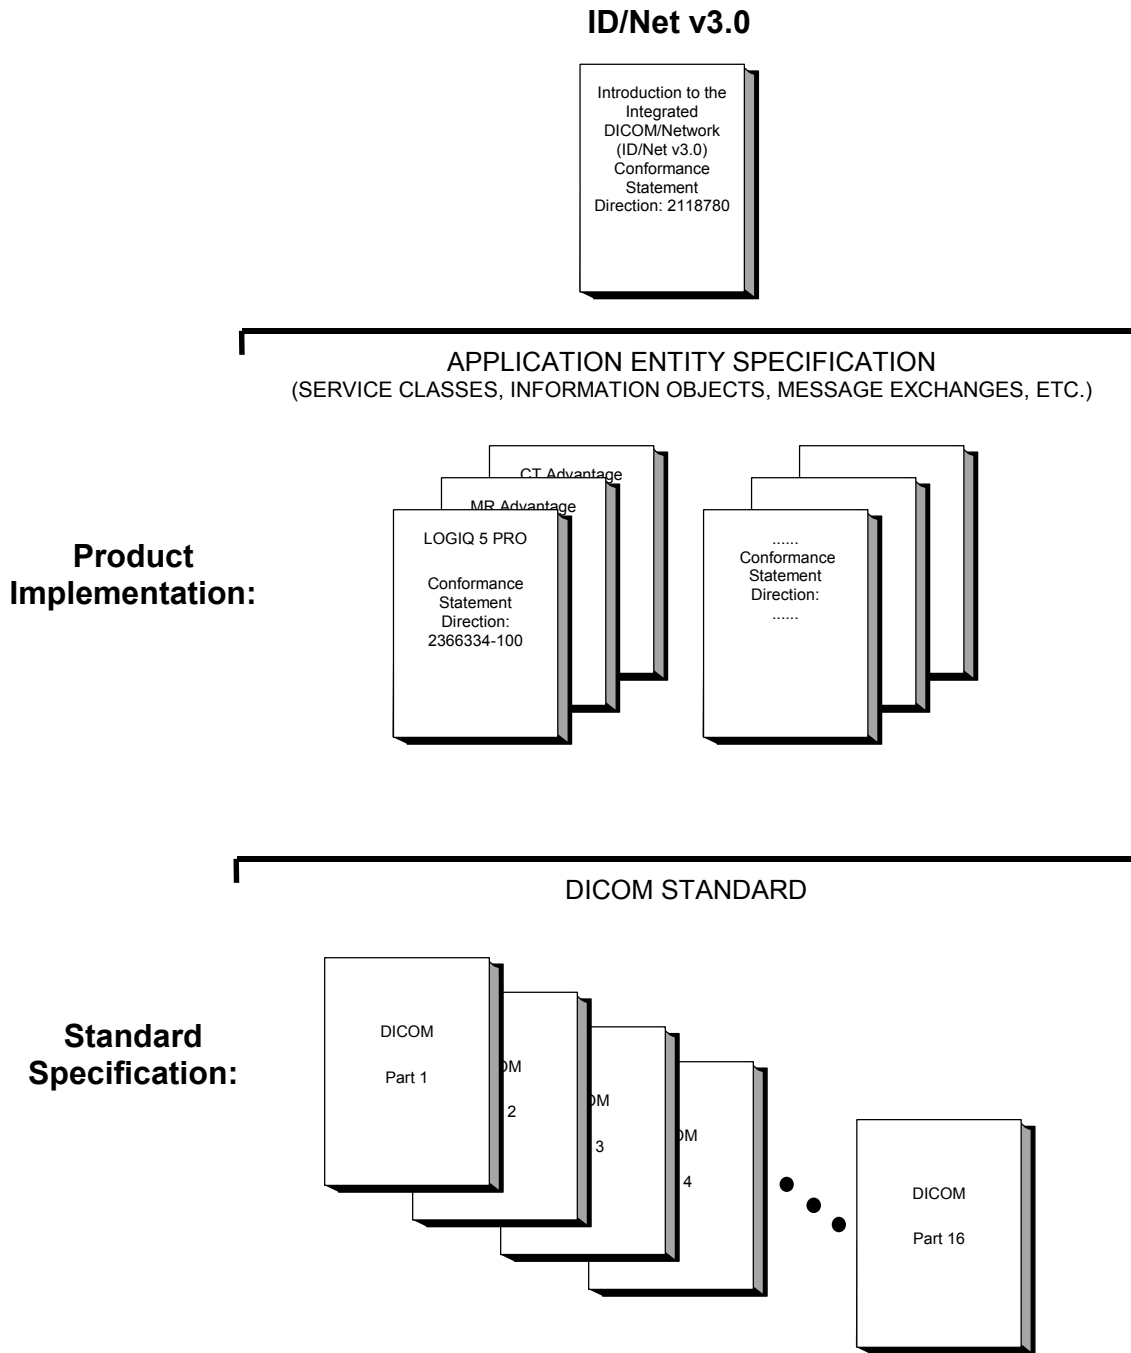 ID/Net v3.0
Introduction to the
Integrated
DICOM/Network
(ID/Net v3.0)
Conformance
Statement
Direction: 2118780
APPLICATION ENTITY SPECIFICATION
(SERVICE CLASSES, INFORMATION OBJECTS, MESSAGE EXCHANGES, ETC.)
Product
Implementation:
CT Advantage
MR Advantage
LOGIQ 5 PRO
Conformance
Statement
Direction:
2366334-100
......
Conformance
Statement
Direction:
......
DICOM STANDARD
Standard
Specification:
DICOM
Part 1
OM
2
OM
3
OM
4
DICOM
Part 16